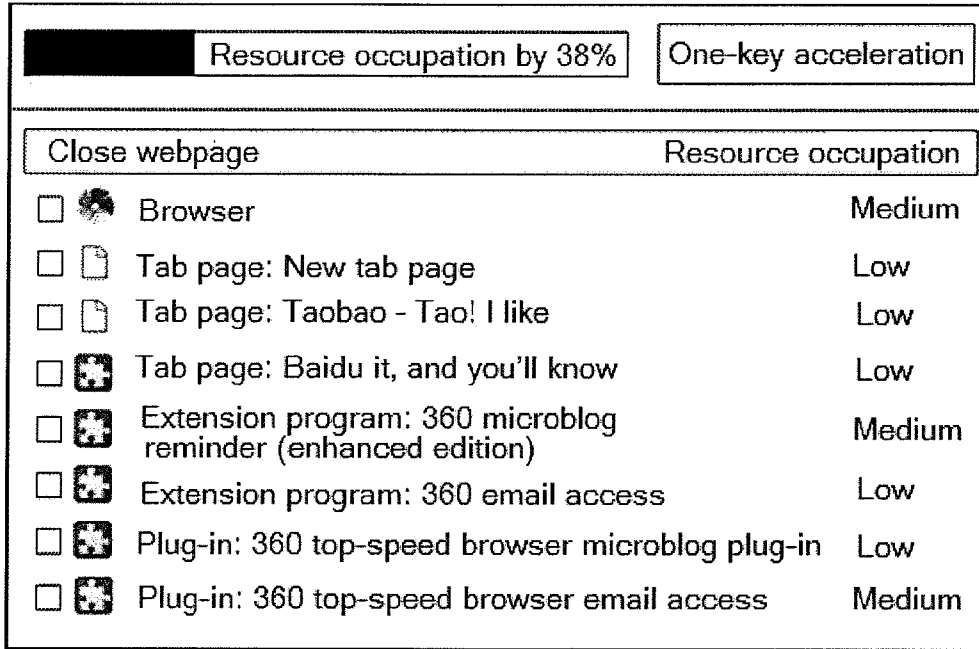 Resource occupation by 38% One-key acceleration
Close webpage Resource occupation
Browser Medium
Tab page: New tab page Low
Tab page: Taobao - Tao! I like Low
Tab page: Baidu it, and you'll know Low
Extension program: 360 microblog
reminder (enhanced edition) Medium
Extension program: 360 email access Low
Plug-in: 360 top-speed browser microblog plug-in Low
Plug-in: 360 top-speed browser email access Medium